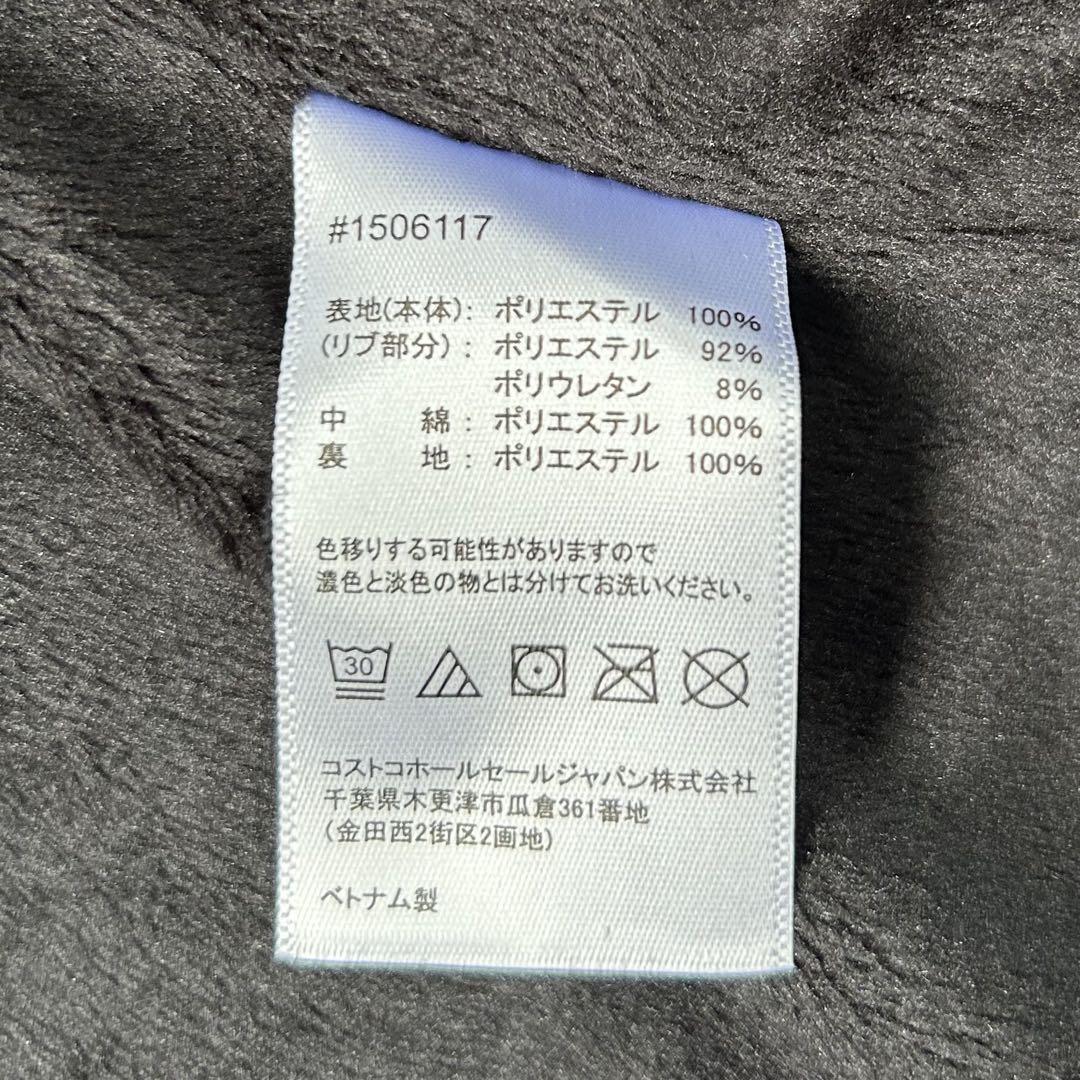 #1506117
表地(本体): ポリエステル 100%
(リブ部分): ポリエステル 92%
ポリウレタン 8%
中 綿: ポリエステル 100%
裏 地: ポリエステル 100%
色移りする可能性がありますので
濃色と淡色の物とは分けてお洗いください。
30
コストコホールセールジャパン株式会社
千葉県木更津市瓜倉361番地
(金田西2街区2画地)
ベトナム製